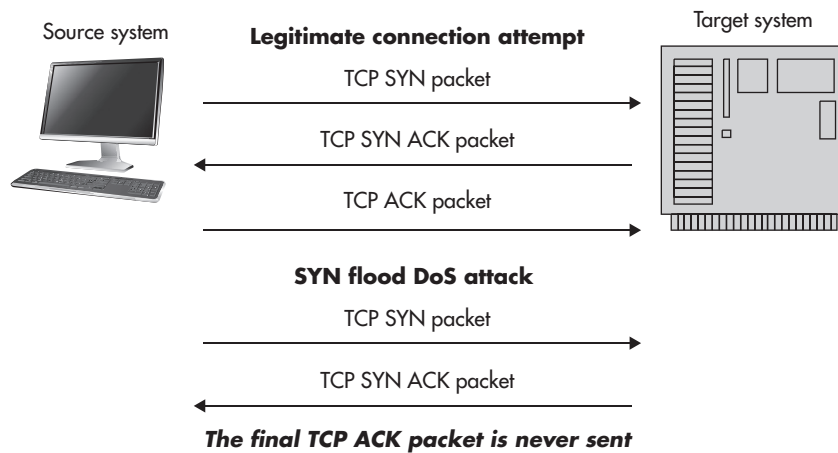 Source system
Legitimate connection attempt
Target system
TCP SYN packet
TCP SYN ACK packet
TCP ACK packet
SYN flood DoS attack
TCP SYN packet
TCP SYN ACK packet
The final TCP ACK packet is never sent